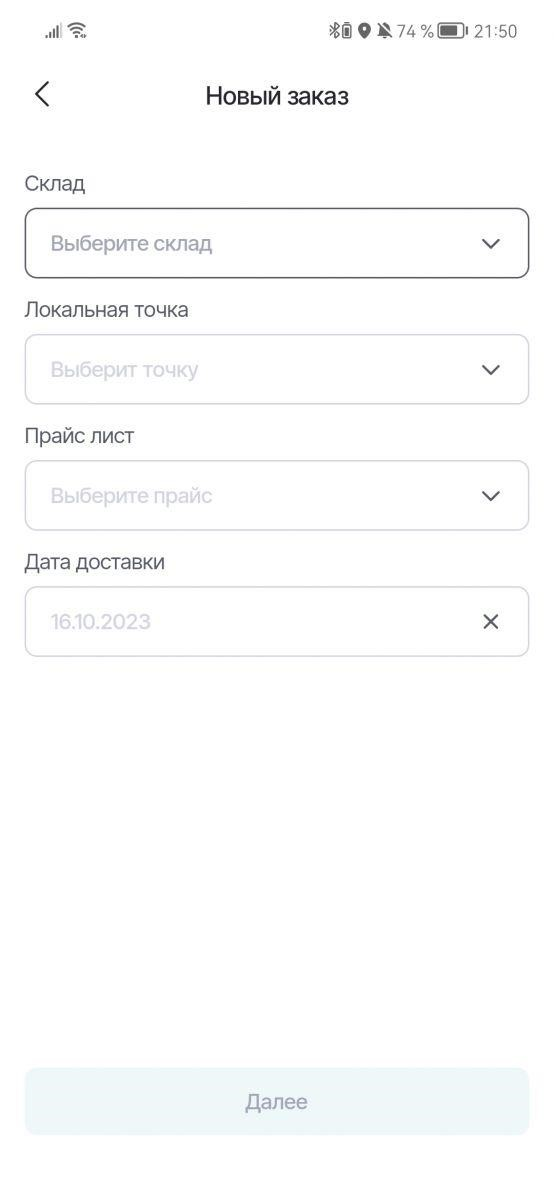 74 % 21:50
Новый заказ
Склад
Выберите склад
Локальная точка
Выберит точку
Прайс лист
Выберите прайс
Дата доставки
16.10.2023
Далее